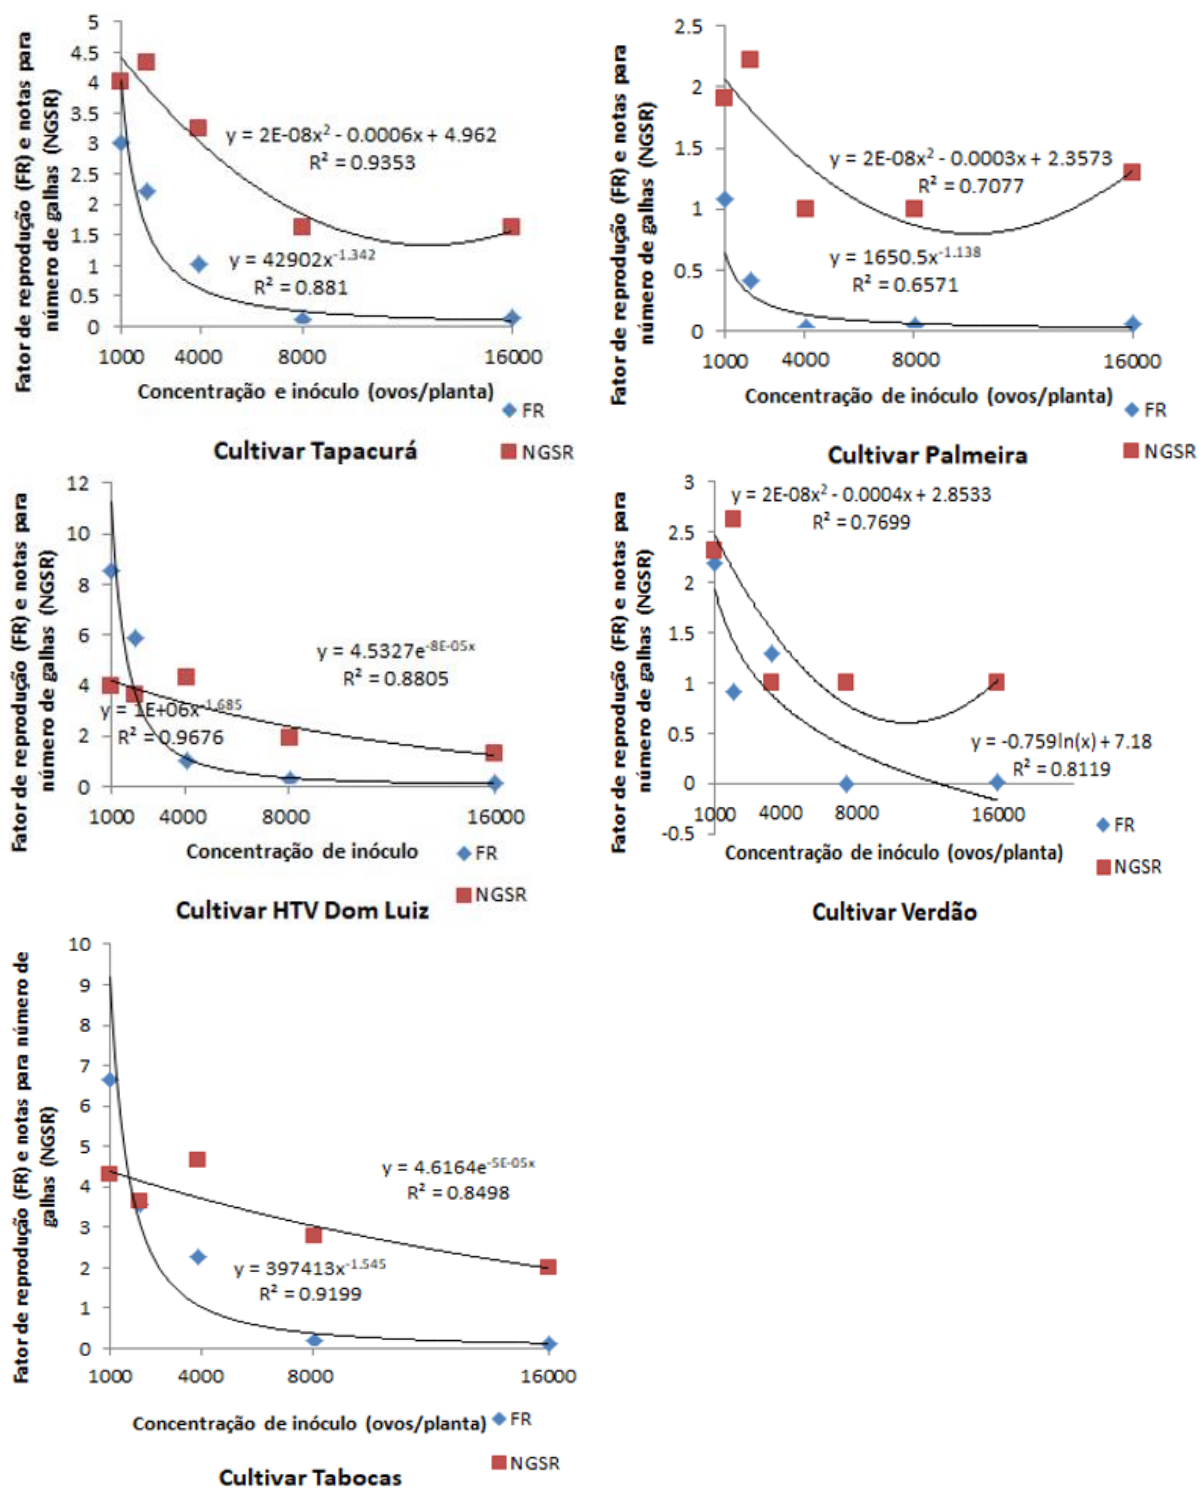 Fator de reprodução (FR) e notas para
número de galhas (NGSR)
5
4.5
4
3.5
3
2.5
2
1.5
1
0.5
0
y = 2E-08x² - 0.0006x + 4.962
R² = 0.9353
y = 42902x^-1.342
R² = 0.881
1000 4000 8000 16000
Concentração e inóculo (ovos/planta)
FR
NGSR
Cultivar Tapacurá
Fator de reprodução (FR) e notas para
número de galhas (NGSR)
2.5
2
1.5
1
0.5
0
y = 2E-08x² - 0.0003x + 2.3573
R² = 0.7077
y = 1650.5x^-1.138
R² = 0.6571
1000 4000 8000 16000
Concentração de inóculo (ovos/planta)
FR
NGSR
Cultivar Palmeira
Fator de reprodução (FR) e notas para
número de galhas (NGSR)
12
10
8
6
4
2
0
y = 4.5327e^-8E-05x
R² = 0.8805
y = 1E+06x^-1.685
R² = 0.9676
1000 4000 8000 16000
Concentração de inóculo
FR
NGSR
Cultivar HTV Dom Luiz
Fator de reprodução (FR) e notas para
número de galhas (NGSR)
3
2.5
2
1.5
1
0.5
0
-0.5
y = 2E-08x² - 0.0004x + 2.8533
R² = 0.7699
y = -0.759ln(x) + 7.18
R² = 0.8119
1000 4000 8000 16000
Concentração de inóculo (ovos/planta)
FR
NGSR
Cultivar Verdão
Fator de reprodução (FR) e notas para número de
galhas (NGSR)
10
9
8
7
6
5
4
3
2
1
0
y = 4.6164e^-5E-05x
R² = 0.8498
y = 397413x^-1.545
R² = 0.9199
1000 4000 8000 16000
Concentração de inóculo (ovos/planta)
FR
NGSR
Cultivar Tabocas